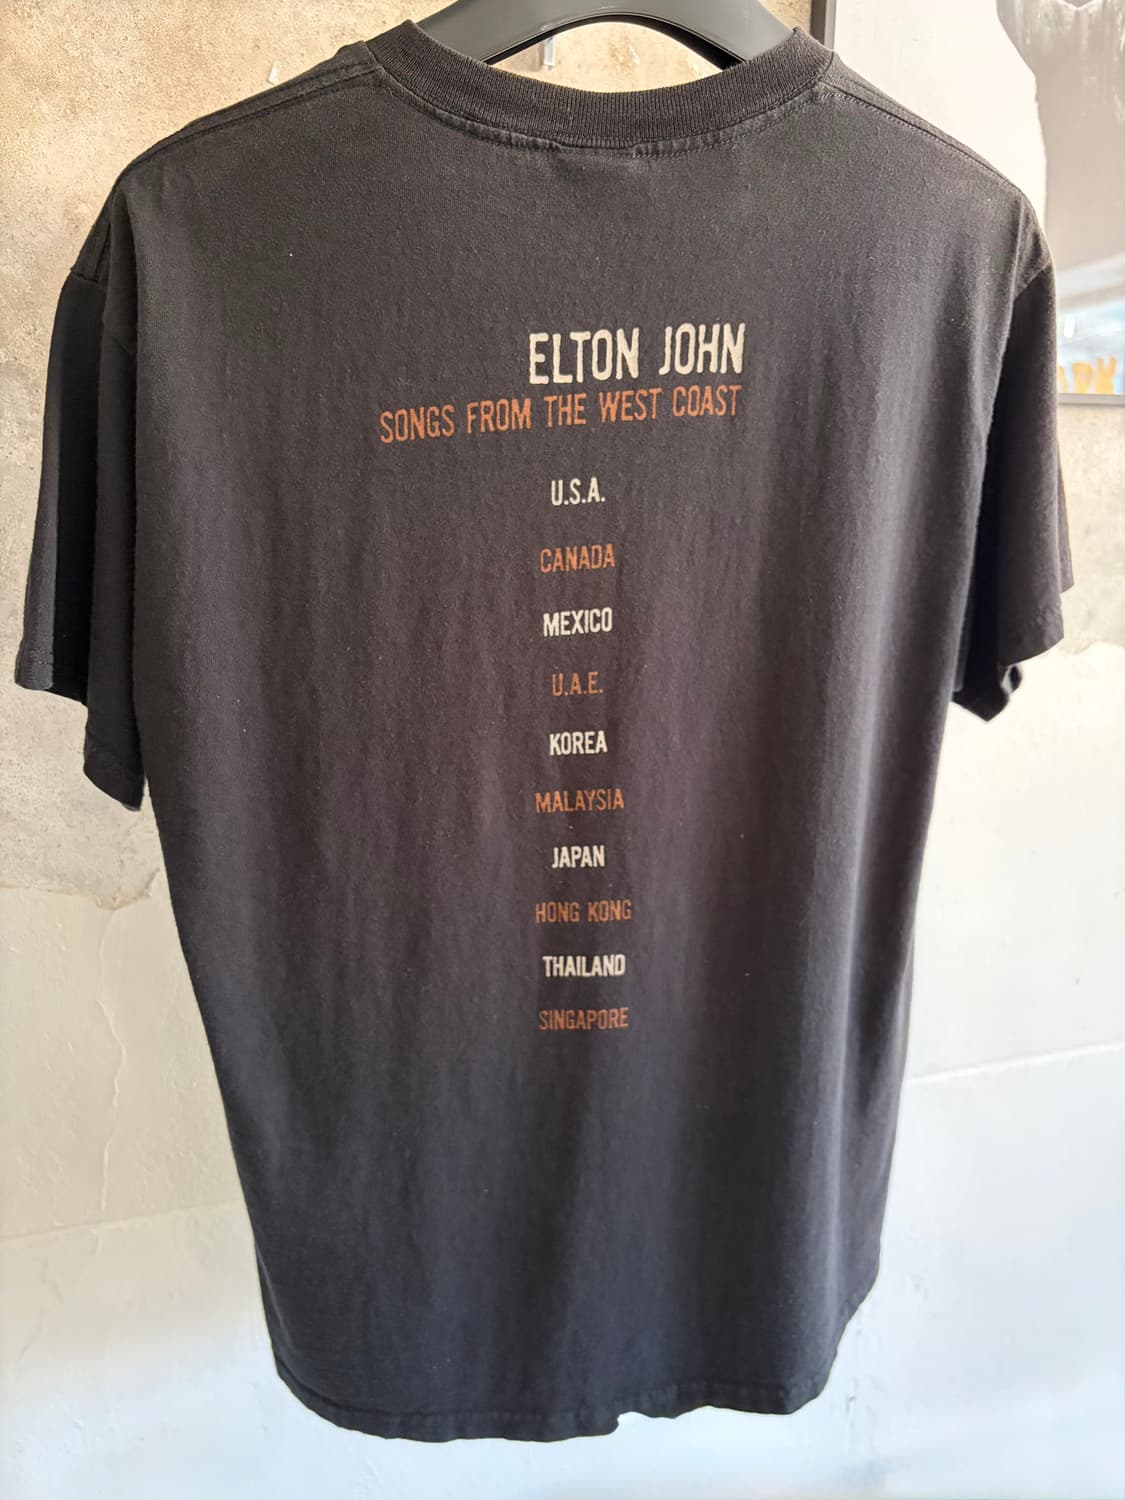 ELTON JOHN
SONGS FROM THE WEST COAST
U.S.A.
CANADA
MEXICO
U.A.E.
KOREA
MALAYSIA
JAPAN
HONG KONG
THAILAND
SINGAPORE